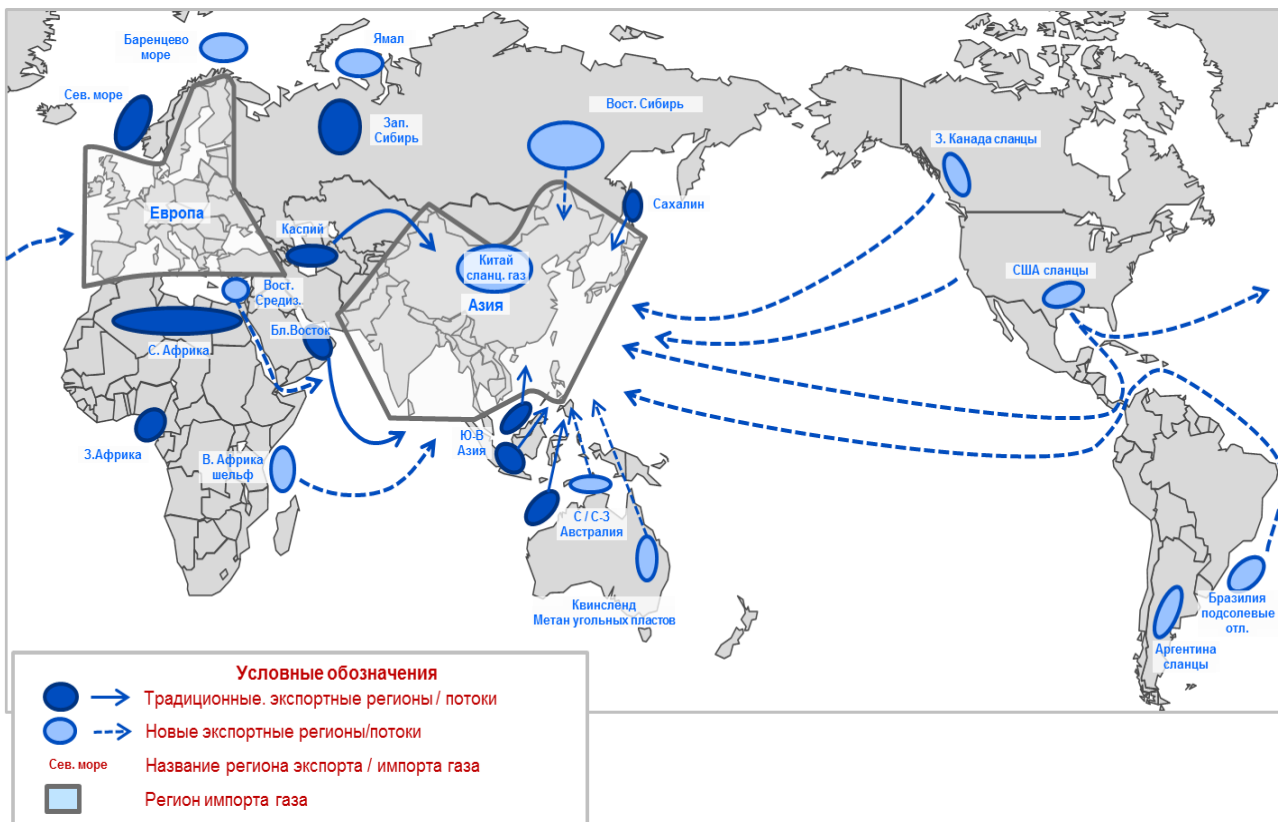 Баренцево
море
Ямал
Сев. море
Зап.
Сибирь
Вост. Сибирь
З. Канада сланцы
Европа
Сахалин
Каспий
Китай
сланц. газ
Азия
США сланцы
Вост.
Средиз.
Бл.Восток
С. Африка
З.Африка
В. Африка
шельф
Ю-В
Азия
С / С-З
Австралия
Квинслёнд
Метан угольных пластов
Бразилия
подсолевые
отл.
Аргентина
сланцы
Условные обозначения
Традиционные. экспортные регионы / потоки
Новые экспортные регионы/потоки
Сев. море
Название региона экспорта / импорта газа
Регион импорта газа